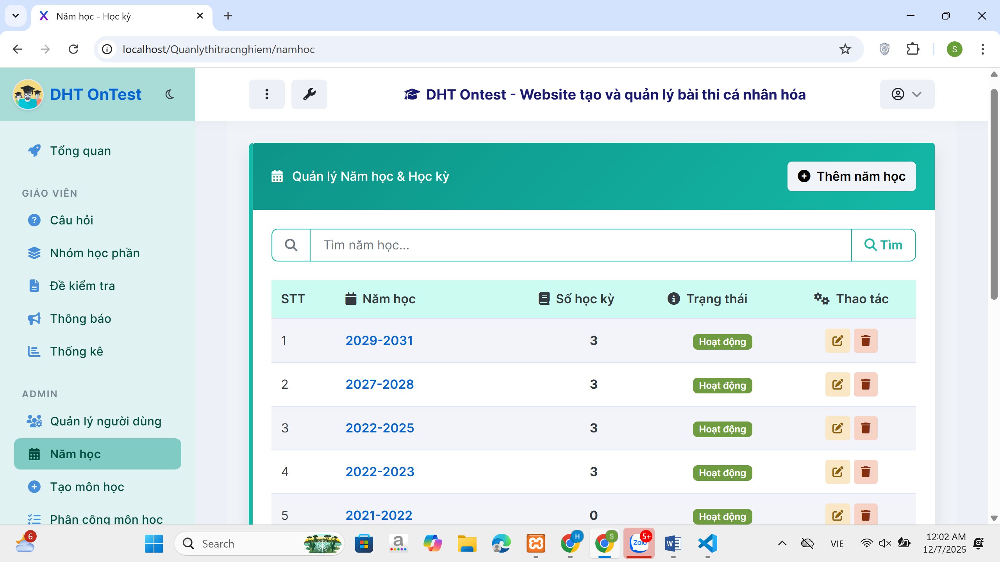 Năm học - Học kỳ
localhost/Quanlythitracnghiem/namhoc
S
DHT OnTest
DHT Ontest - Website tạo và quản lý bài thi cá nhân hóa
Tổng quan
GIÁO VIÊN
Câu hỏi
Nhóm học phần
Đề kiểm tra
Thông báo
Thống kê
ADMIN
Quản lý người dùng
Năm học
Tạo môn học
Phân công môn học
Quản lý Năm học & Học kỳ
Thêm năm học
Tìm năm học...
Tìm
STT Năm học Số học kỳ Trạng thái Thao tác
1 2029-2031 3 Hoạt động
2 2027-2028 3 Hoạt động
3 2022-2025 3 Hoạt động
4 2022-2023 3 Hoạt động
5 2021-2022 0 Hoạt động
6
Search
a
H
S
Zalo
5+
W
VIE
12:02 AM
12/7/2025